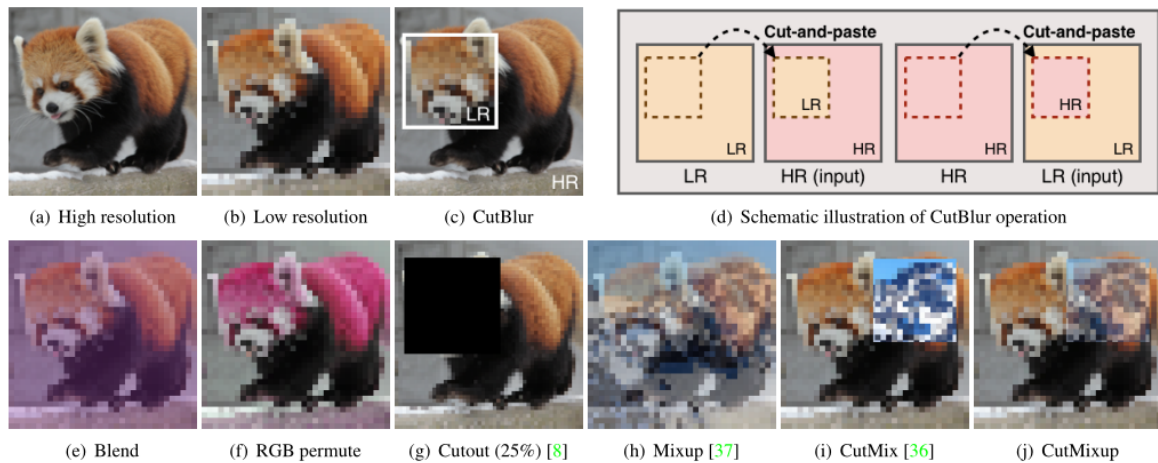 LR
HR
Cut-and-paste
Cut-and-paste
LR
LR
HR
HR
HR
LR
LR
HR (input)
HR
LR (input)
(a) High resolution
(b) Low resolution
(c) CutBlur
(d) Schematic illustration of CutBlur operation
(e) Blend
(f) RGB permute
(g) Cutout (25%) [8]
(h) Mixup [37]
(i) CutMix [36]
(j) CutMixup